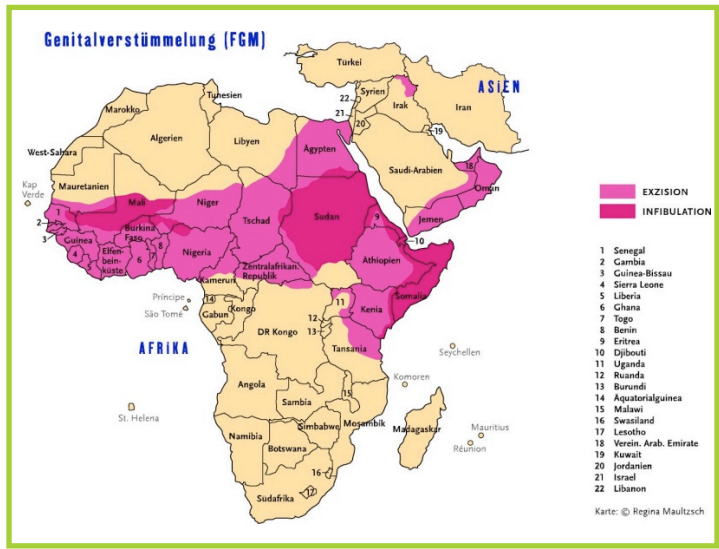 Genitalverstümmelung (FGM)
Türkei
ASiEN
Tunesien
Syrien
Marokko
22
Irak
Iran
21
20
19
Algerien
Libyen
West-Sahara
Ägypten
Saudi-Arabien
18
Kap
Verde
Mauretanien
Oman
Mali
Niger
1
Tschad
Sudan
9
Jemen
2
Burkina
Faso
3
Guinea
10
8
4
Elfen-
bein-
küste
6
7
Nigeria
Äthiopien
5
Zentralafrikan.
Republik
Kamerun
Somalia
Príncipe
14
11
São Tomé
Gabun
Kongo
Kenia
DR Kongo
12
13
AFRiKA
Tansania
Seychellen
Komoren
Angola
15
St. Helena
Sambia
Mosambik
Simbabwe
Madagaskar
Mauritius
Namibia
Réunion
Botswana
16
17
Südafrika
EXZISION
INFIBULATION
1 Senegal
2 Gambia
3 Guinea-Bissau
4 Sierra Leone
5 Liberia
6 Ghana
7 Togo
8 Benin
9 Eritrea
10 Djibouti
11 Uganda
12 Ruanda
13 Burundi
14 Äquatorialguinea
15 Malawi
16 Swasiland
17 Lesotho
18 Verein. Arab. Emirate
19 Kuwait
20 Jordanien
21 Israel
22 Libanon
Karte: © Regina Maultzsch